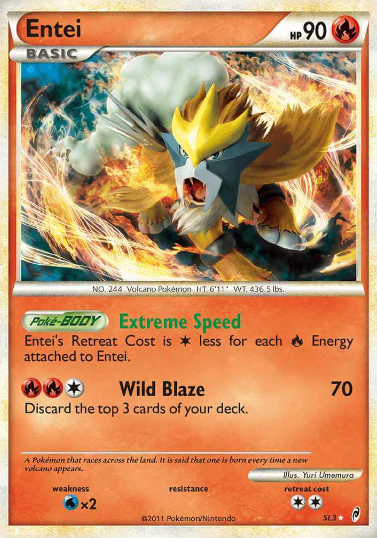 Entei
HP 90
BASIC
NO. 244 Volcano Pokémon HT: 6'11" WT: 436.5 lbs.
Poké-BODY Extreme Speed
Entei's Retreat Cost is less for each Energy
attached to Entei.
Wild Blaze 70
Discard the top 3 cards of your deck.
A Pokémon that races across the land. It is said that one is born every time a new
volcano appears.
Illus. Yuri Umemura
weakness resistance retreat cost
×2
SL3
©2011 Pokémon/Nintendo